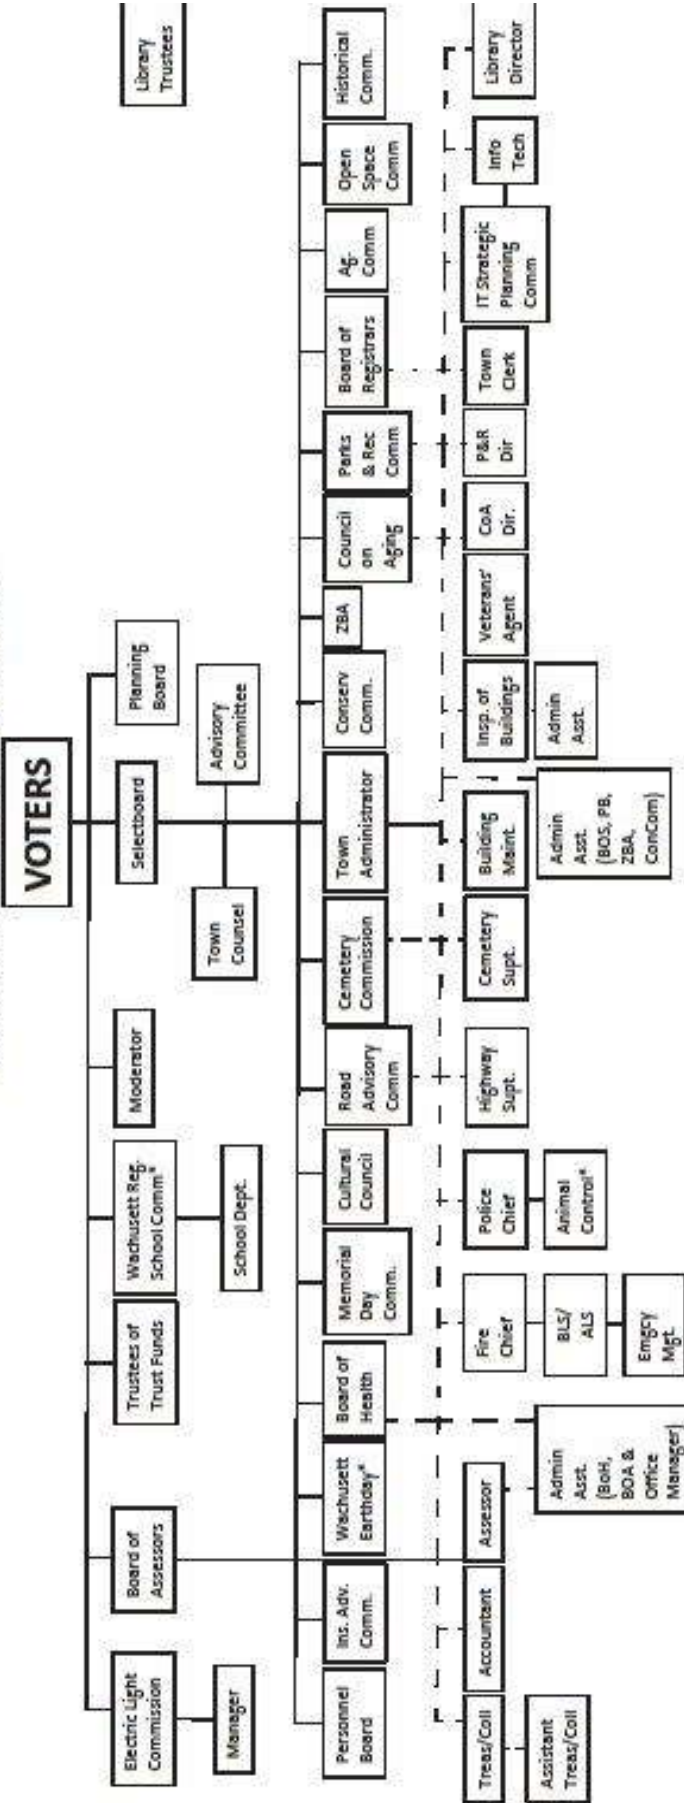 VOTERS
Electric Light
Commission
Manager
Board of
Assessors
Trustees of
Trust Funds
Wachusett Reg.
School Comm*
School Dept.
Moderator
Selectboard
Planning
Board
Library
Trustees
Town
Counsel
Advisory
Committee
Personnel
Board
Ins. Adv.
Comm.
Wachusett
Earthday*
Board of
Health
Memorial
Day
Comm.
Cultural
Council
Road
Advisory
Comm
Cemetery
Commission
Town
Administrator
Conserv
Comm.
ZBA
Council
on
Aging
Parks
& Rec
Comm
Board of
Registrars
Ag.
Comm
Open
Space
Comm
Historical
Comm.
Treas/Coll
Assistant
Treas/Coll
Accountant
Assessor
Admin
Asst.
(BoH,
BOA &
Office
Manager)
Fire
Chief
BLS/
ALS
Emgcy
Mgt.
Police
Chief
Animal
Control*
Highway
Supt.
Cemetery
Supt.
Building
Maint.
Admin
Asst.
(BOS, PB,
ZBA,
ConCom)
Insp. of
Buildings
Admin
Asst.
Veterans'
Agent
CoA
Dir.
P&R
Dir
Town
Clerk
IT Strategic
Planning
Comm
Info
Tech
Library
Director